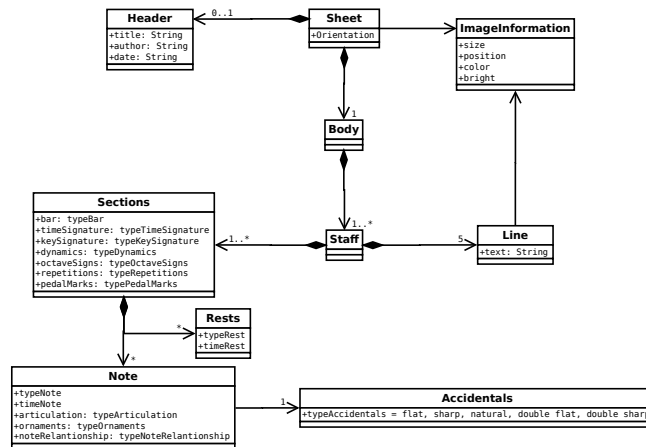 Header
+title: String
+author: String
+date: String
0..1
Sheet
+Orientation
ImageInformation
+size
+position
+color
+bright
1
Body
Sections
+bar: typeBar
+timeSignature: typeTimeSignature
+keySignature: typeKeySignature
+dynamics: typeDynamics
+octaveSigns: typeOctaveSigns
+repetitions: typeRepetitions
+pedalMarks: typePedalMarks
1..*
1..*
Staff
5
Line
+text: String
*
Rests
+typeRest
+timeRest
*
Note
+typeNote
+timeNote
+articulation: typeArticulation
+ornaments: typeOrnaments
+noteRelantionship: typeNoteRelantionship
1
Accidentals
+typeAccidentals = flat, sharp, natural, double flat, double sharp